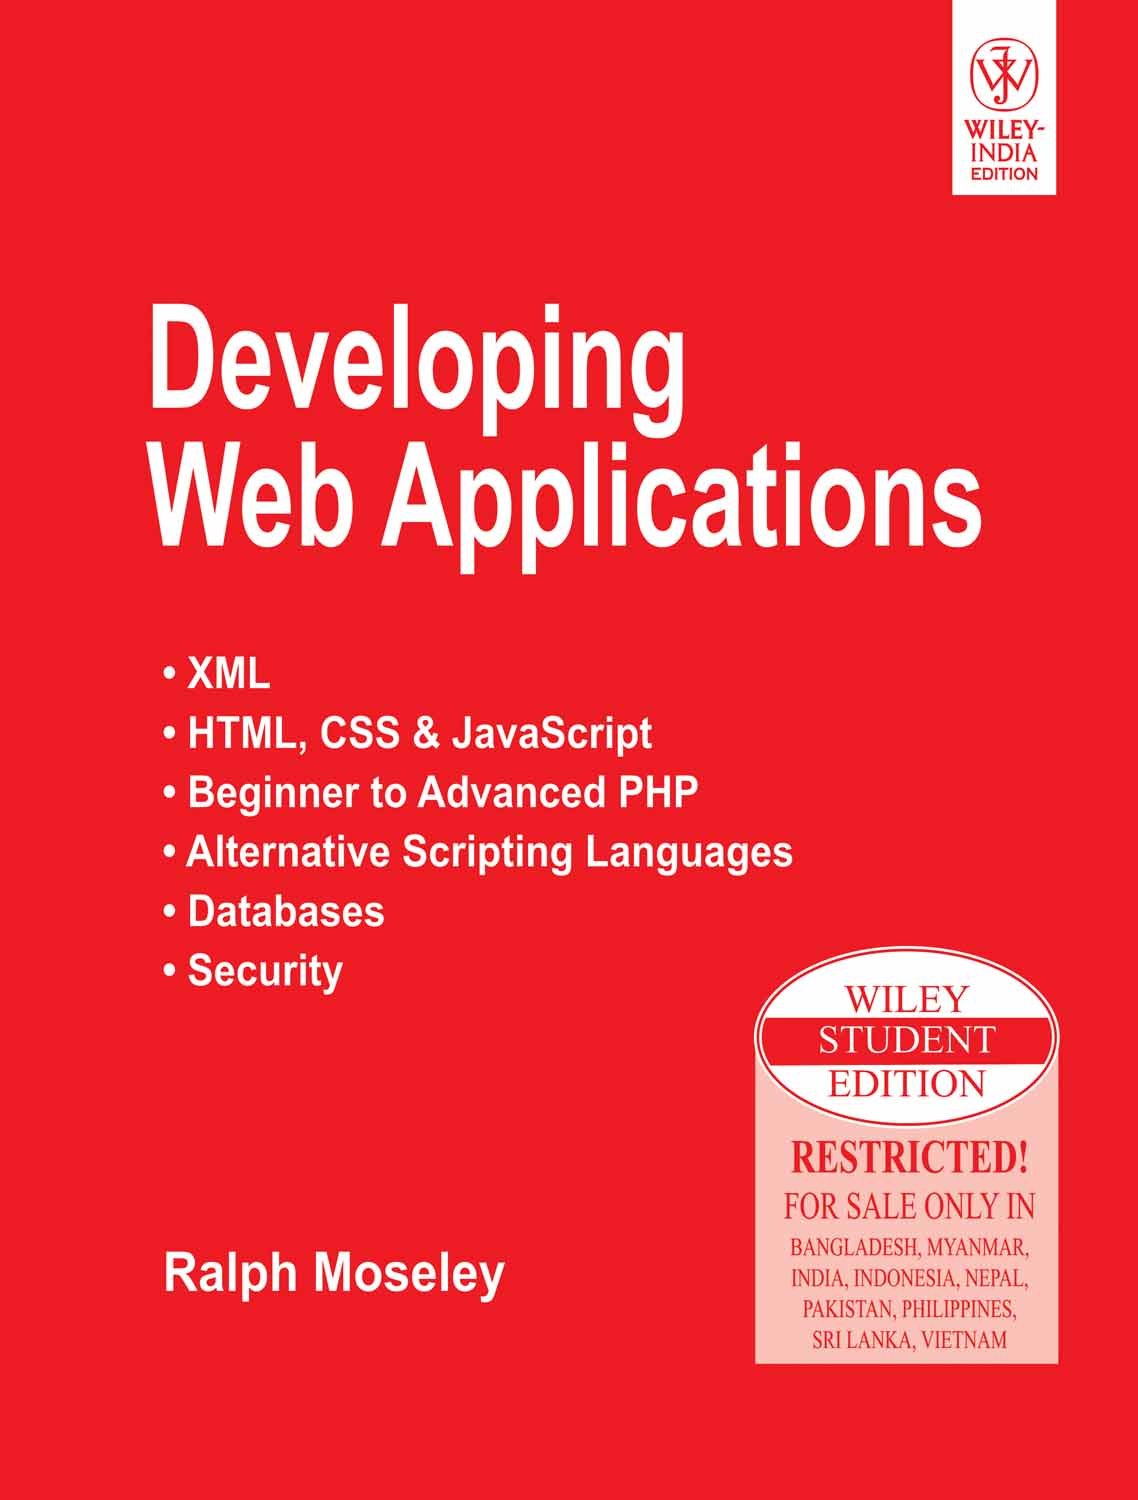 WILEY-
INDIA
EDITION
Developing
Web Applications
• XML
• HTML, CSS & JavaScript
• Beginner to Advanced PHP
• Alternative Scripting Languages
• Databases
• Security
WILEY
STUDENT
EDITION
RESTRICTED!
FOR SALE ONLY IN
BANGLADESH, MYANMAR,
INDIA, INDONESIA, NEPAL,
PAKISTAN, PHILIPPINES,
SRI LANKA, VIETNAM
Ralph Moseley